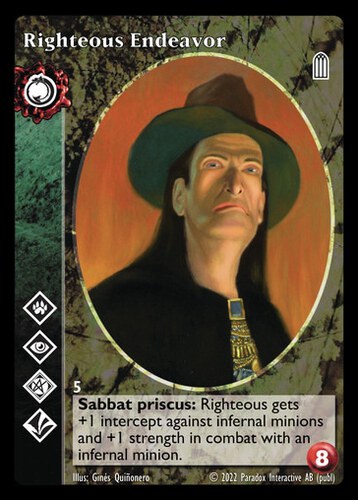 Righteous Endeavor
5
Sabbat priscus: Righteous gets
+1 intercept against infernal minions
and +1 strength in combat with an
infernal minion.
8
Illus: Ginés Quiñonero
© 2022 Paradox Interactive AB (publ)